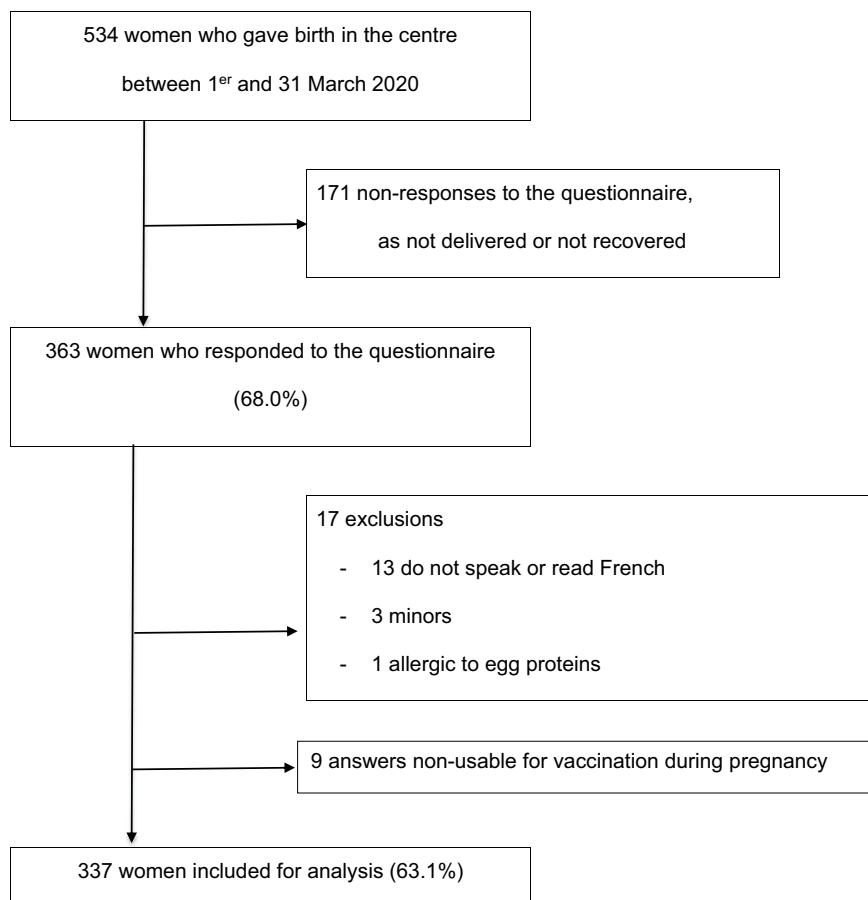 534 women who gave birth in the centre
between 1er and 31 March 2020
171 non-responses to the questionnaire,
as not delivered or not recovered
363 women who responded to the questionnaire
(68.0%)
17 exclusions
- 13 do not speak or read French
- 3 minors
- 1 allergic to egg proteins
9 answers non-usable for vaccination during pregnancy
337 women included for analysis (63.1%)